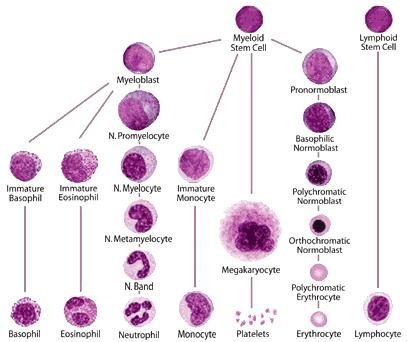 Myeloid
Stem Cell
Lymphoid
Stem Cell
Myeloblast
Pronormoblast
N. Promyelocyte
Basophilic
Normoblast
Immature
Basophil
Immature
Eosinophil
N. Myelocyte
Immature
Monocyte
Polychromatic
Normoblast
N. Metamyelocyte
Orthochromatic
Normoblast
Megakaryocyte
N. Band
Polychromatic
Erythrocyte
Basophil
Eosinophil
Neutrophil
Monocyte
Platelets
Erythrocyte
Lymphocyte